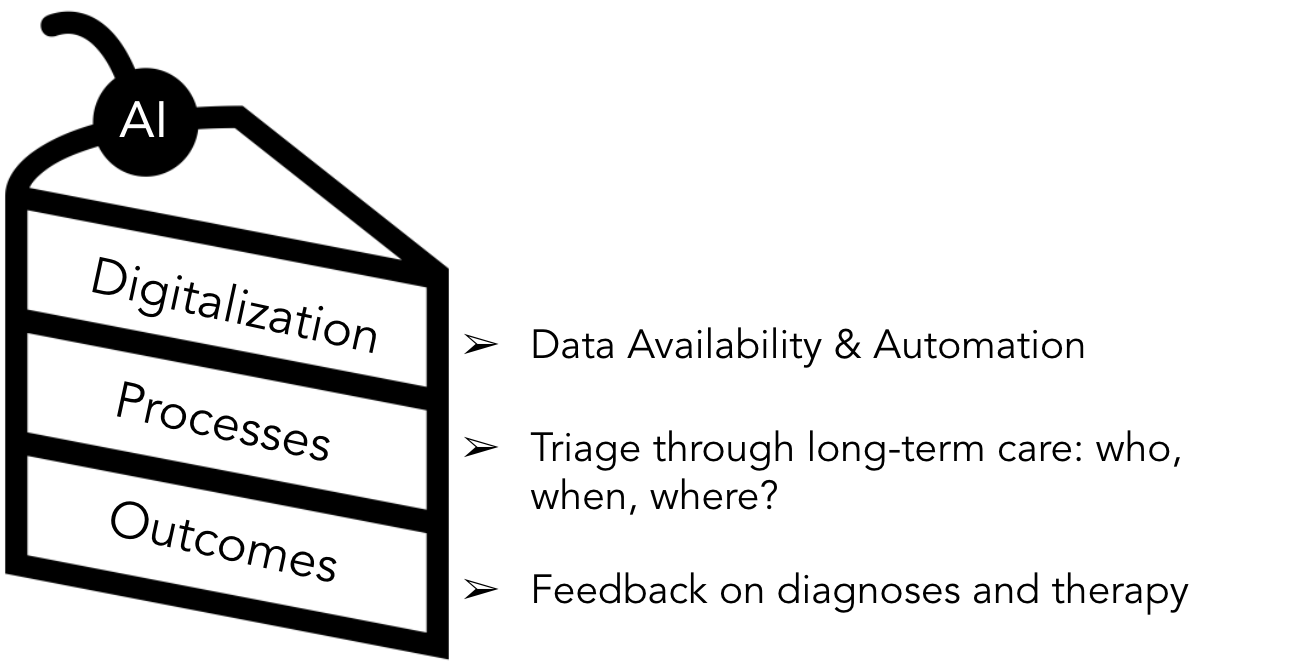 AI
Digitalization
➢ Data Availability & Automation
Processes
➢ Triage through long-term care: who,
when, where?
Outcomes
➢ Feedback on diagnoses and therapy